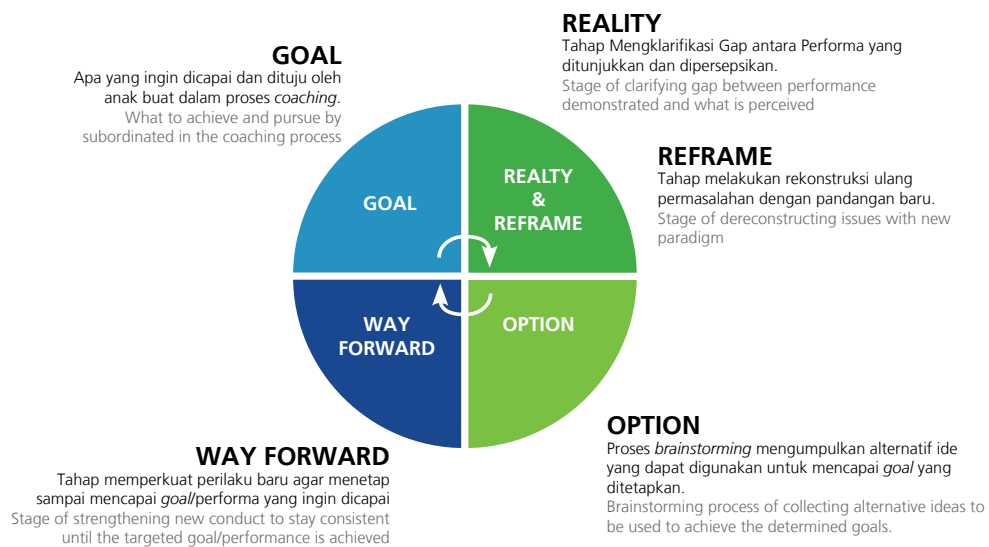 GOAL
Apa yang ingin dicapai dan dituju oleh
anak buat dalam proses coaching.
What to achieve and pursue by
subordinated in the coaching process
REALITY
Tahap Mengklarifikasi Gap antara Performa yang
ditunjukkan dan dipersepsikan.
Stage of clarifying gap between performance
demonstrated and what is perceived
REFRAME
Tahap melakukan rekonstruksi ulang
permasalahan dengan pandangan baru.
Stage of dereconstructing issues with new
paradigm
GOAL
REALTY
&
REFRAME
WAY
FORWARD
OPTION
WAY FORWARD
Tahap memperkuat perilaku baru agar menetap
sampai mencapai goal/performa yang ingin dicapai
Stage of strengthening new conduct to stay consistent
until the targeted goal/performance is achieved
OPTION
Proses brainstorming mengumpulkan alternatif ide
yang dapat digunakan untuk mencapai goal yang
ditetapkan.
Brainstorming process of collecting alternative ideas to
be used to achieve the determined goals.